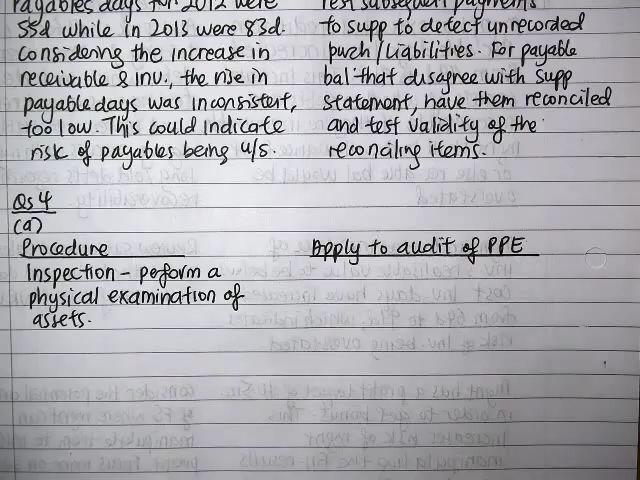 Payables days for 2012 were
55d while in 2013 were 83d.
considering the increase in
receivable & inv., the rise in
payable days was inconsistent,
too low. This could indicate
risk of payables being u/s.
Test subsequent payments
to supp to detect unrecorded
purch/liabilities. For payable
bal that disagree with supp
statement, have them reconciled
and test validity of the
reconciling items.
Qs 4
(a)
Procedure
Apply to audit of PPE
Inspection - perform a
physical examination of
assets.